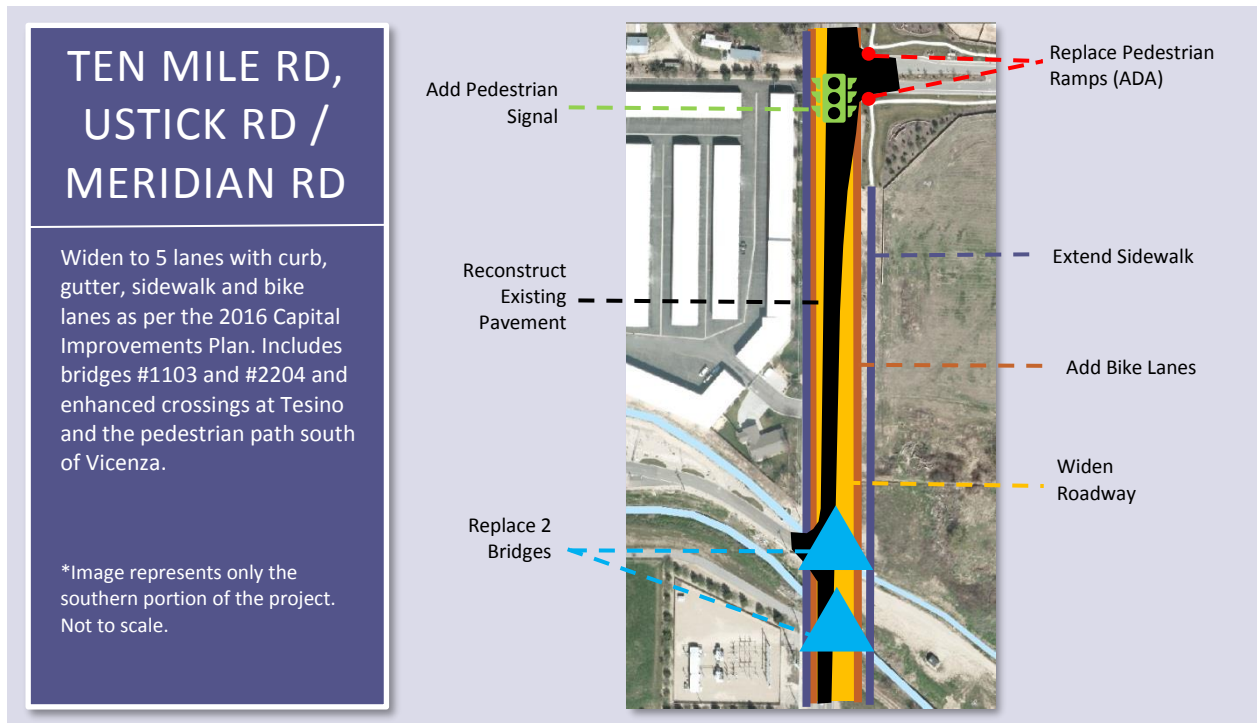 TEN MILE RD,
USTICK RD /
MERIDIAN RD
Widen to 5 lanes with curb,
gutter, sidewalk and bike
lanes as per the 2016 Capital
Improvements Plan. Includes
bridges #1103 and #2204 and
enhanced crossings at Tesino
and the pedestrian path south
of Vicenza.
*Image represents only the
southern portion of the project.
Not to scale.
Add Pedestrian
Signal
Reconstruct
Existing
Pavement
Replace 2
Bridges
Replace Pedestrian
Ramps (ADA)
Extend Sidewalk
Add Bike Lanes
Widen
Roadway